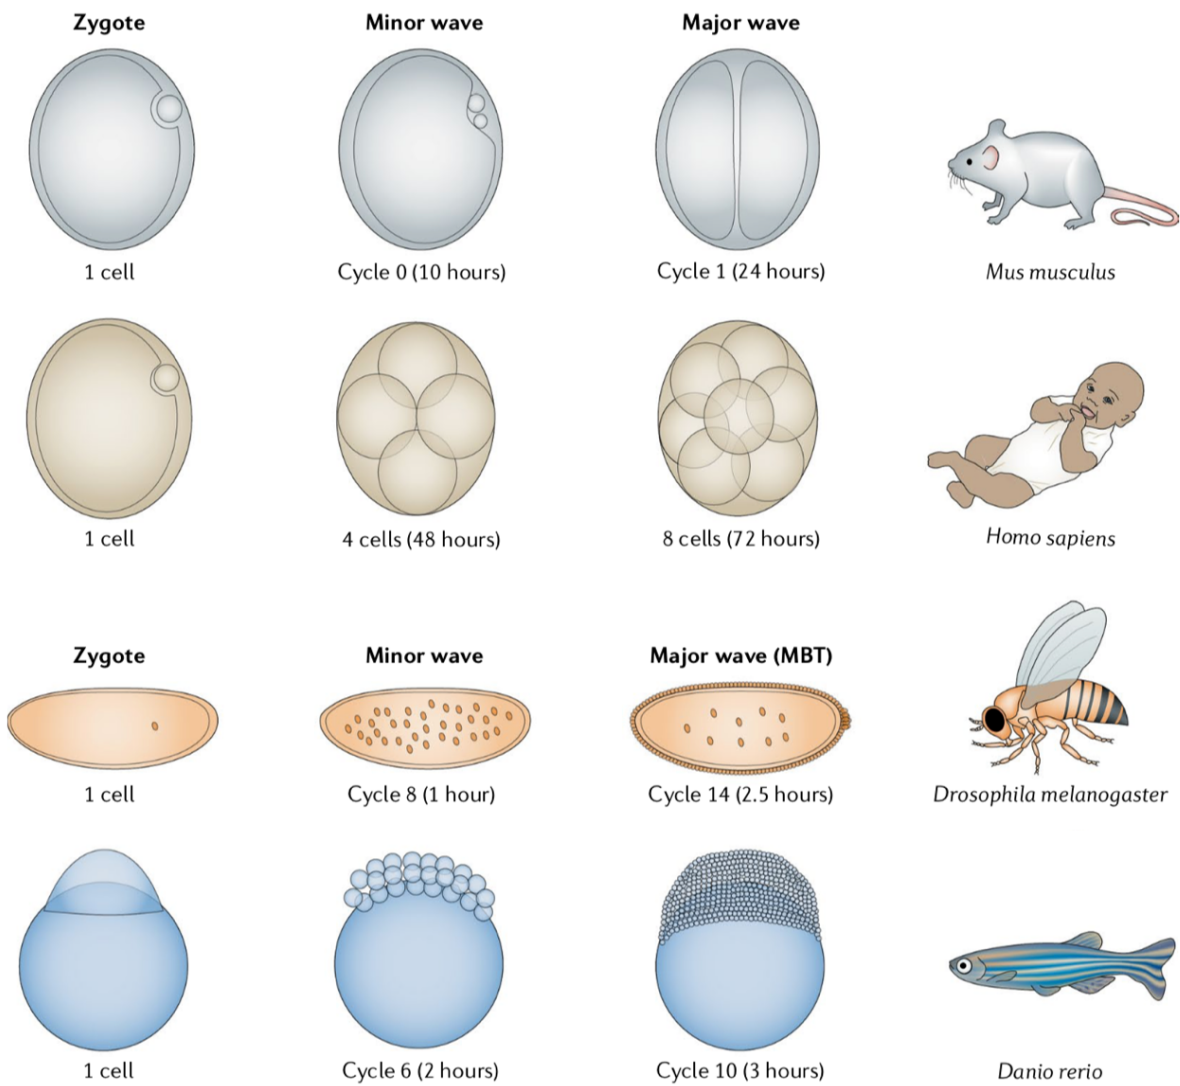 Zygote
Minor wave
Major wave
1 cell
Cycle 0 (10 hours)
Cycle 1 (24 hours)
Mus musculus
1 cell
4 cells (48 hours)
8 cells (72 hours)
Homo sapiens
Zygote
Minor wave
Major wave (MBT)
1 cell
Cycle 8 (1 hour)
Cycle 14 (2.5 hours)
Drosophila melanogaster
1 cell
Cycle 6 (2 hours)
Cycle 10 (3 hours)
Danio rerio